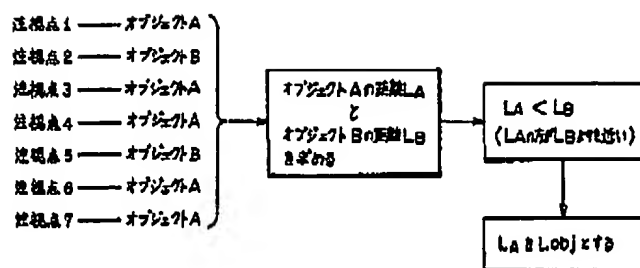 注視点1 ── オブジェクトA
注視点2 ── オブジェクトB
注視点3 ── オブジェクトA
注視点4 ── オブジェクトA
注視点5 ── オブジェクトB
注視点6 ── オブジェクトA
注視点7 ── オブジェクトA
オブジェクトAの距離LA
と
オブジェクトBの距離LB
を求める
LA < LB
(LAの方がLBよりも近い)
LAをLobjとする